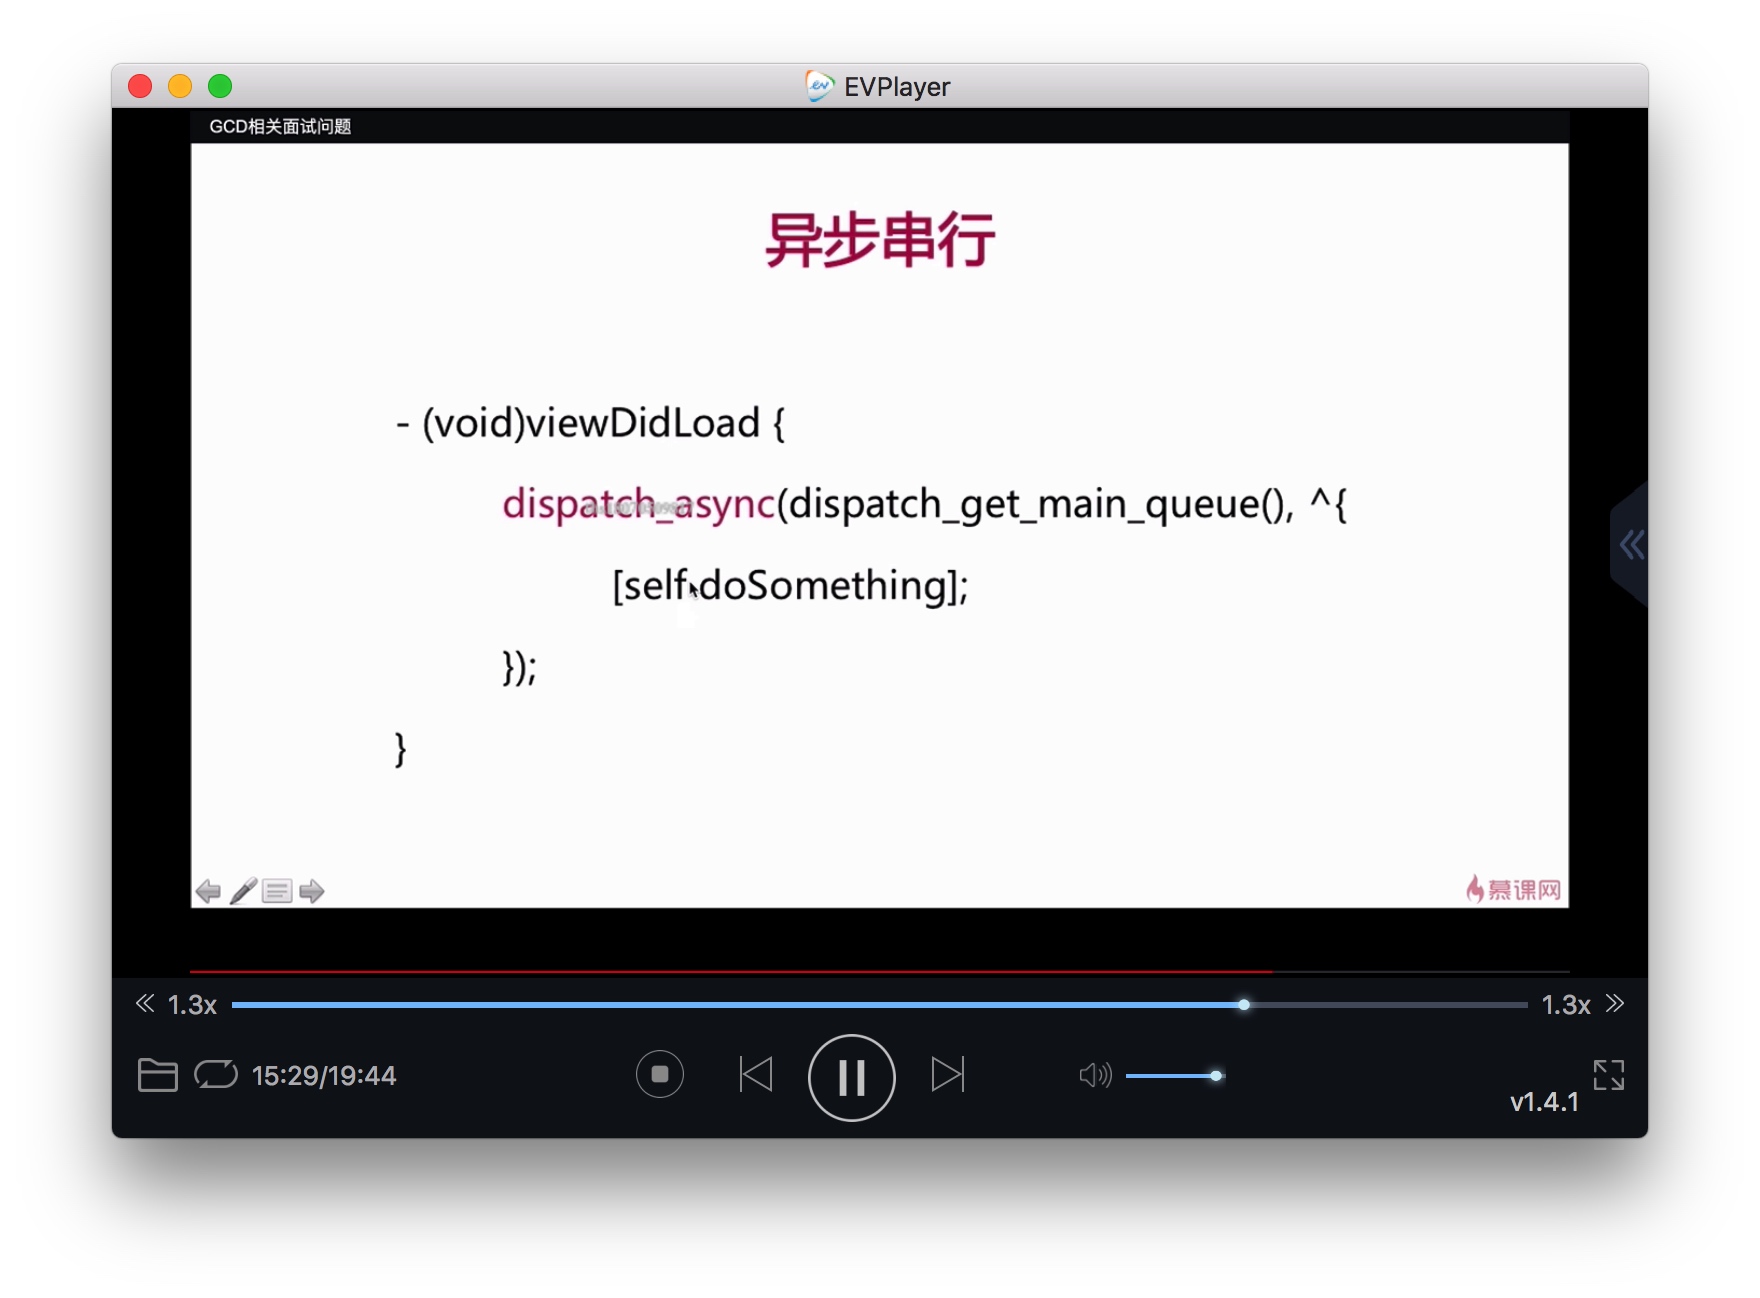 EVPlayer
GCD相关面试问题
异步串行
- (void)viewDidLoad {
dispatch_async(dispatch_get_main_queue(), ^{
[self doSomething];
});
}
慕课网
1.3x
1.3x
15:29/19:44
v1.4.1